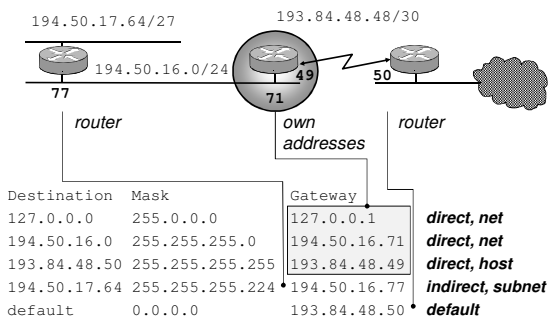 194.50.17.64/27
193.84.48.48/30
194.50.16.0/24
49
50
77
71
router
own
addresses
router
Destination Mask Gateway
127.0.0.0 255.0.0.0 127.0.0.1 direct, net
194.50.16.0 255.255.255.0 194.50.16.71 direct, net
193.84.48.50 255.255.255.255 193.84.48.49 direct, host
194.50.17.64 255.255.255.224 194.50.16.77 indirect, subnet
default 0.0.0.0 193.84.48.50 default